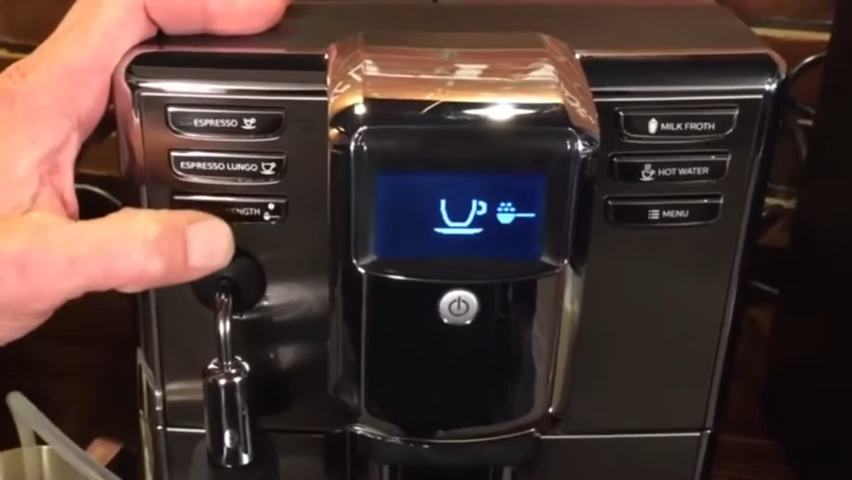 ESPRESSO
ESPRESSO LUNGO
MILK FROTH
HOT WATER
MENU